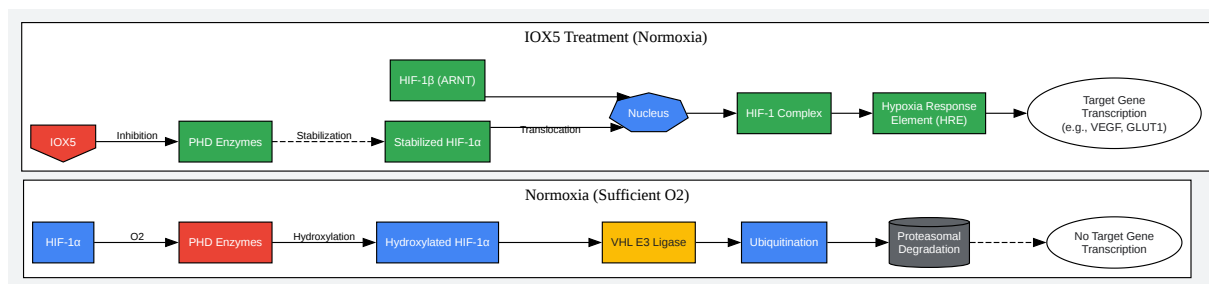 IOX5 Treatment (Normoxia)
HIF-1β (ARNT)
IOX5
Inhibition
PHD Enzymes
Stabilization
Stabilized HIF-1α
Translocation
Nucleus
HIF-1 Complex
Hypoxia Response
Element (HRE)
Target Gene
Transcription
(e.g., VEGF, GLUT1)
Normoxia (Sufficient O2)
HIF-1α
O2
PHD Enzymes
Hydroxylation
Hydroxylated HIF-1α
VHL E3 Ligase
Ubiquitination
Proteasomal
Degradation
No Target Gene
Transcription